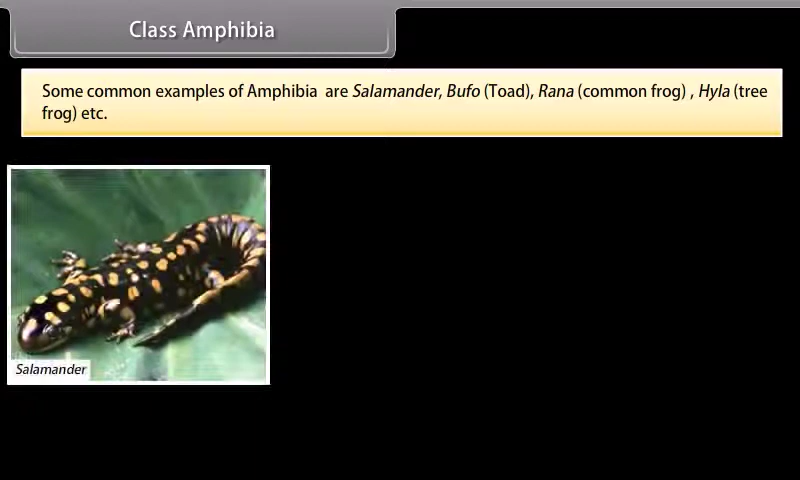 Class Amphibia
Some common examples of Amphibia are Salamander, Bufo (Toad), Rana (common frog) , Hyla (tree
frog) etc.
Salamander